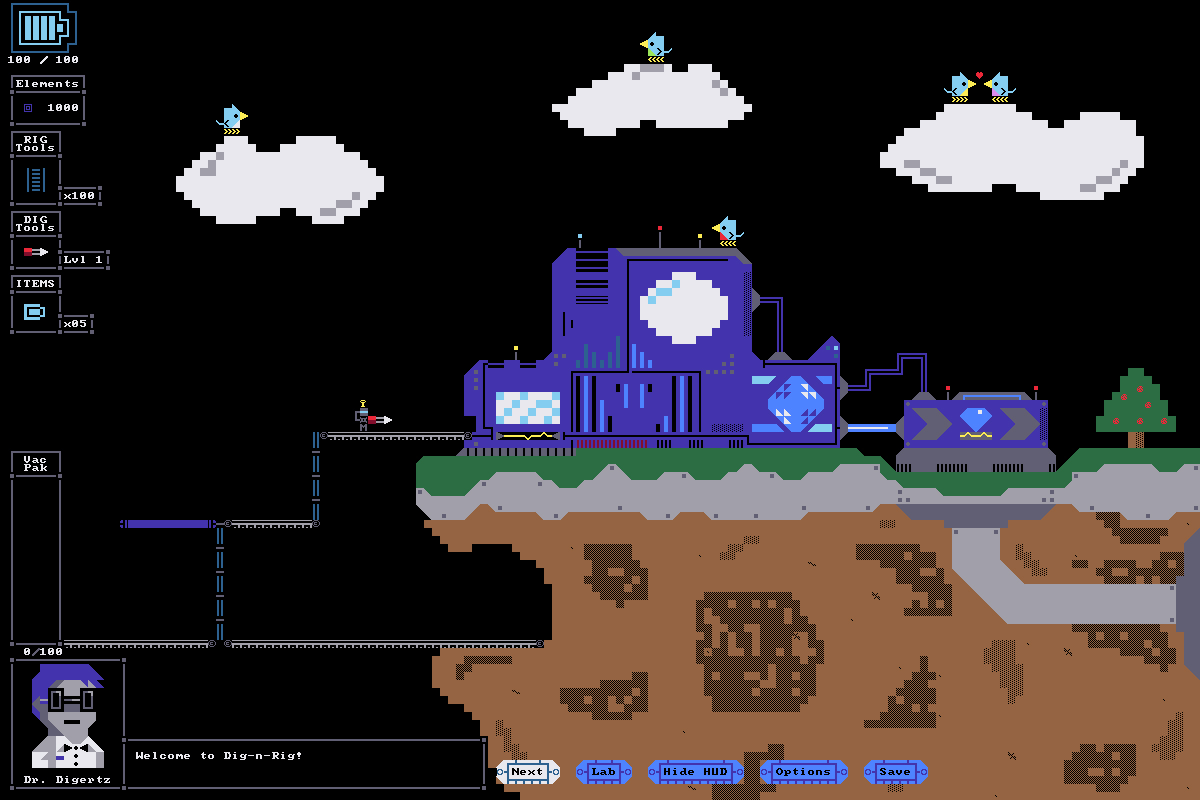 100 / 100
Elements
1000
RIG
Tools
x100
DIG
Tools
Lvl 1
ITEMS
x05
Vac
Pak
0/100
Dr. Digertz
Welcome to Dig-n-Rig!
Next
Lab
Hide HUD
Options
Save